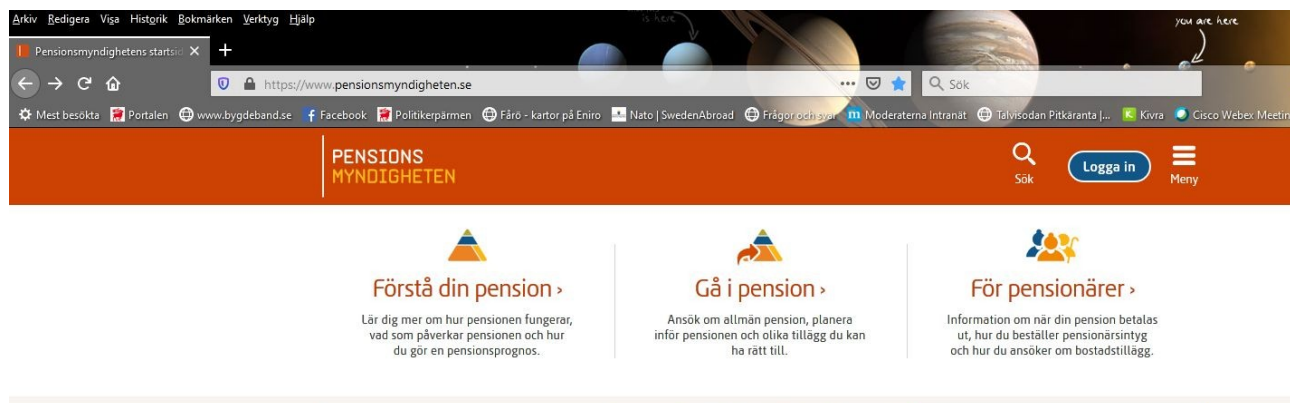 is here
you are here
Arkiv Redigera Visa Historik Bokmärken Verktyg Hjälp
Pensionsmyndighetens startsid
https://www.pensionsmyndigheten.se
Sök
Mest besökta Portalen www.bygdeband.se Facebook Politikerpärmen Fårö - kartor på Eniro Nato | SwedenAbroad Frågor och svar Moderaterna Intranät Talvisodan Pitkäranta |... Kivra Cisco Webex Meetin
PENSIONS
MYNDIGHETEN
Sök
Logga in
Meny
Förstå din pension ›
Lär dig mer om hur pensionen fungerar,
vad som påverkar pensionen och hur
du gör en pensionsprognos.
Gå i pension ›
Ansök om allmän pension, planera
inför pensionen och olika tillägg du kan
ha rätt till.
För pensionärer ›
Information om när din pension betalas
ut, hur du beställer pensionärsintyg
och hur du ansöker om bostadstillägg.